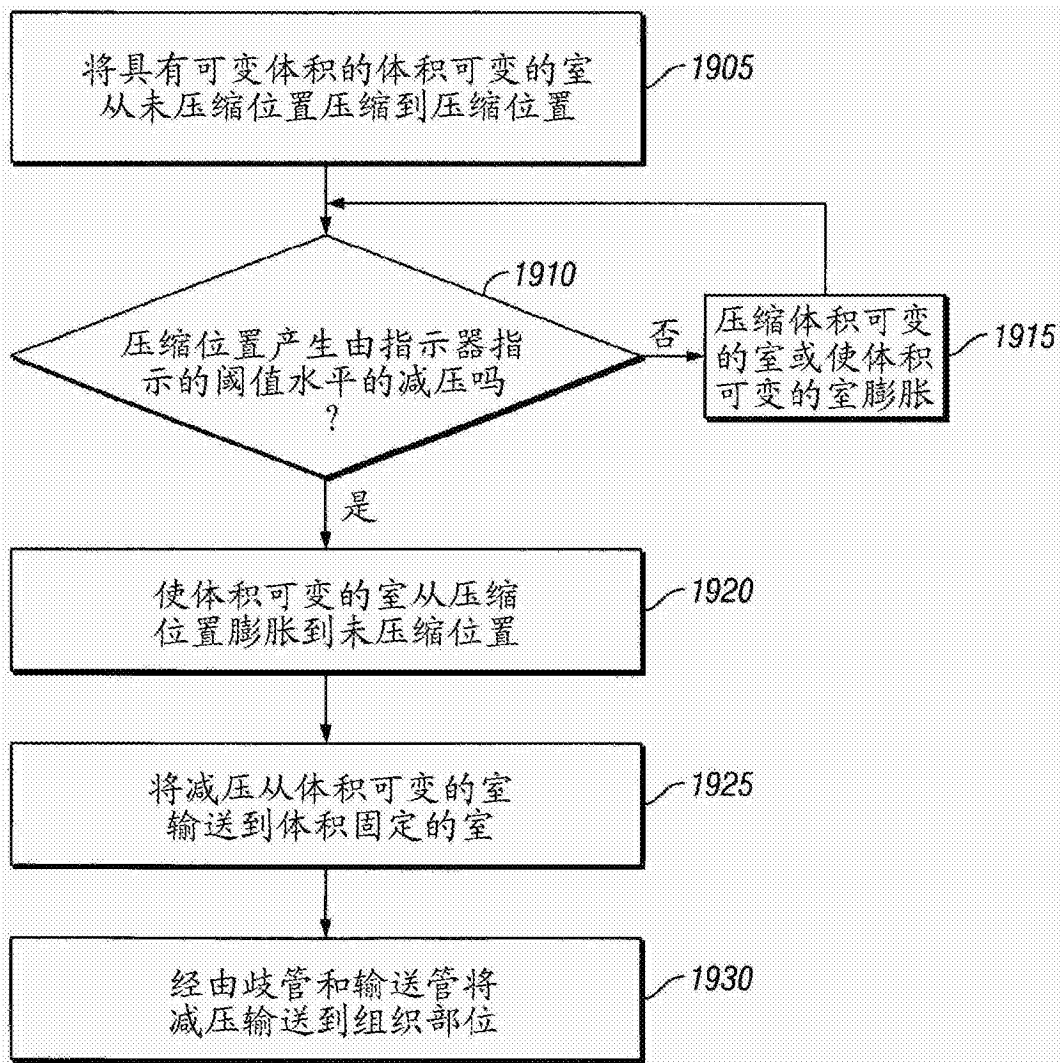 将具有可变体积的体积可变的室
从未压缩位置压缩到压缩位置
1905
1910
压缩位置产生由指示器指
示的阈值水平的减压吗
?
否
压缩体积可变
的室或使体积
可变的室膨胀
1915
是
使体积可变的室从压缩
位置膨胀到未压缩位置
1920
将减压从体积可变的室
输送到体积固定的室
1925
经由歧管和输送管将
减压输送到组织部位
1930